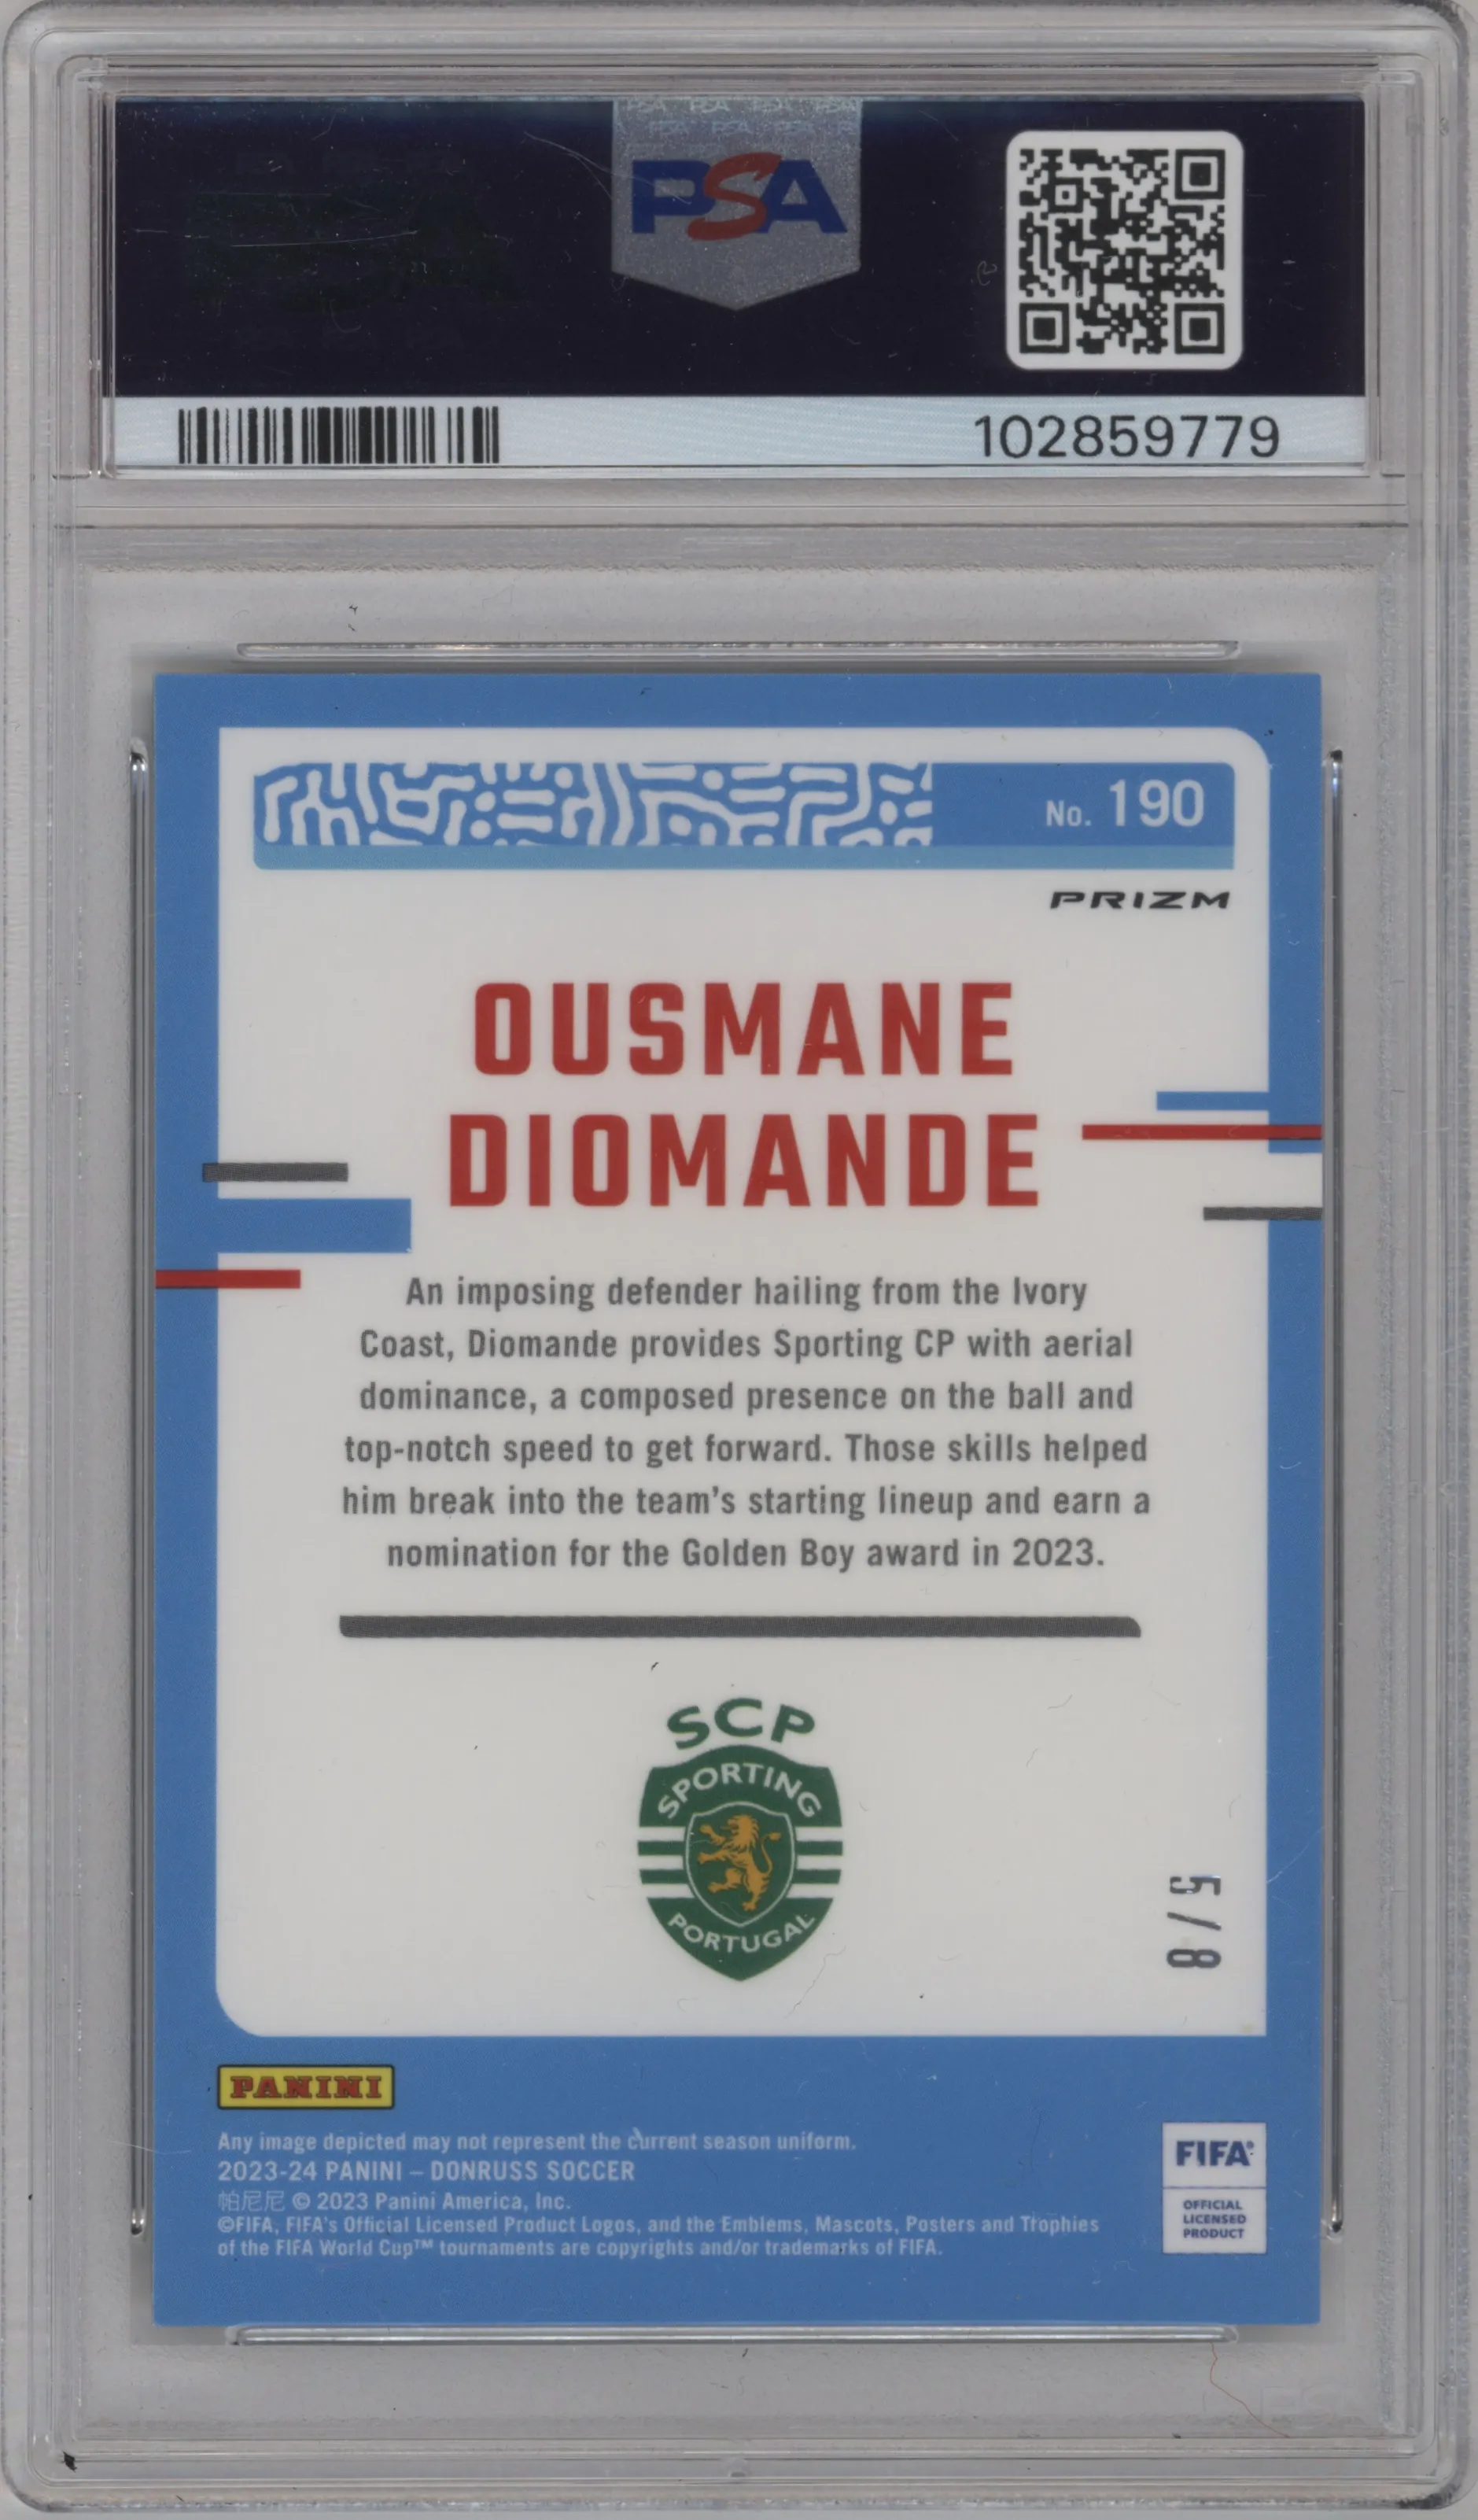 PSA
102859779
No. 190
PRIZM
OUSMANE
DIOMANDE
An imposing defender hailing from the Ivory
Coast, Diomande provides Sporting CP with aerial
dominance, a composed presence on the ball and
top-notch speed to get forward. Those skills helped
him break into the team's starting lineup and earn a
nomination for the Golden Boy award in 2023.
SCP
SPORTING
PORTUGAL
5/8
PANINI
Any image depicted may not represent the current season uniform.
2023-24 PANINI – DONRUSS SOCCER
帕尼尼 © 2023 Panini America, Inc.
©FIFA, FIFA's Official Licensed Product Logos, and the Emblems, Mascots, Posters and Trophies
of the FIFA World Cup™ tournaments are copyrights and/or trademarks of FIFA.
FIFA®
OFFICIAL
LICENSED
PRODUCT